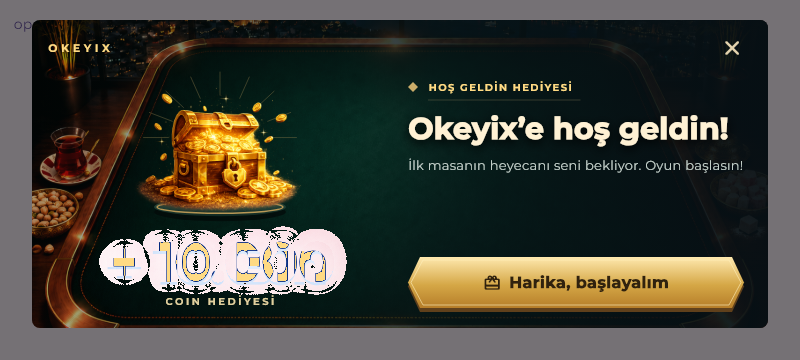 op
OKEYIX
HOŞ GELDİN HEDİYESİ
Okeyix’e hoş geldin!
İlk masanın heyecanı seni bekliyor. Oyun başlasın!
+10
COIN HEDİYESİ
Harika, başlayalım